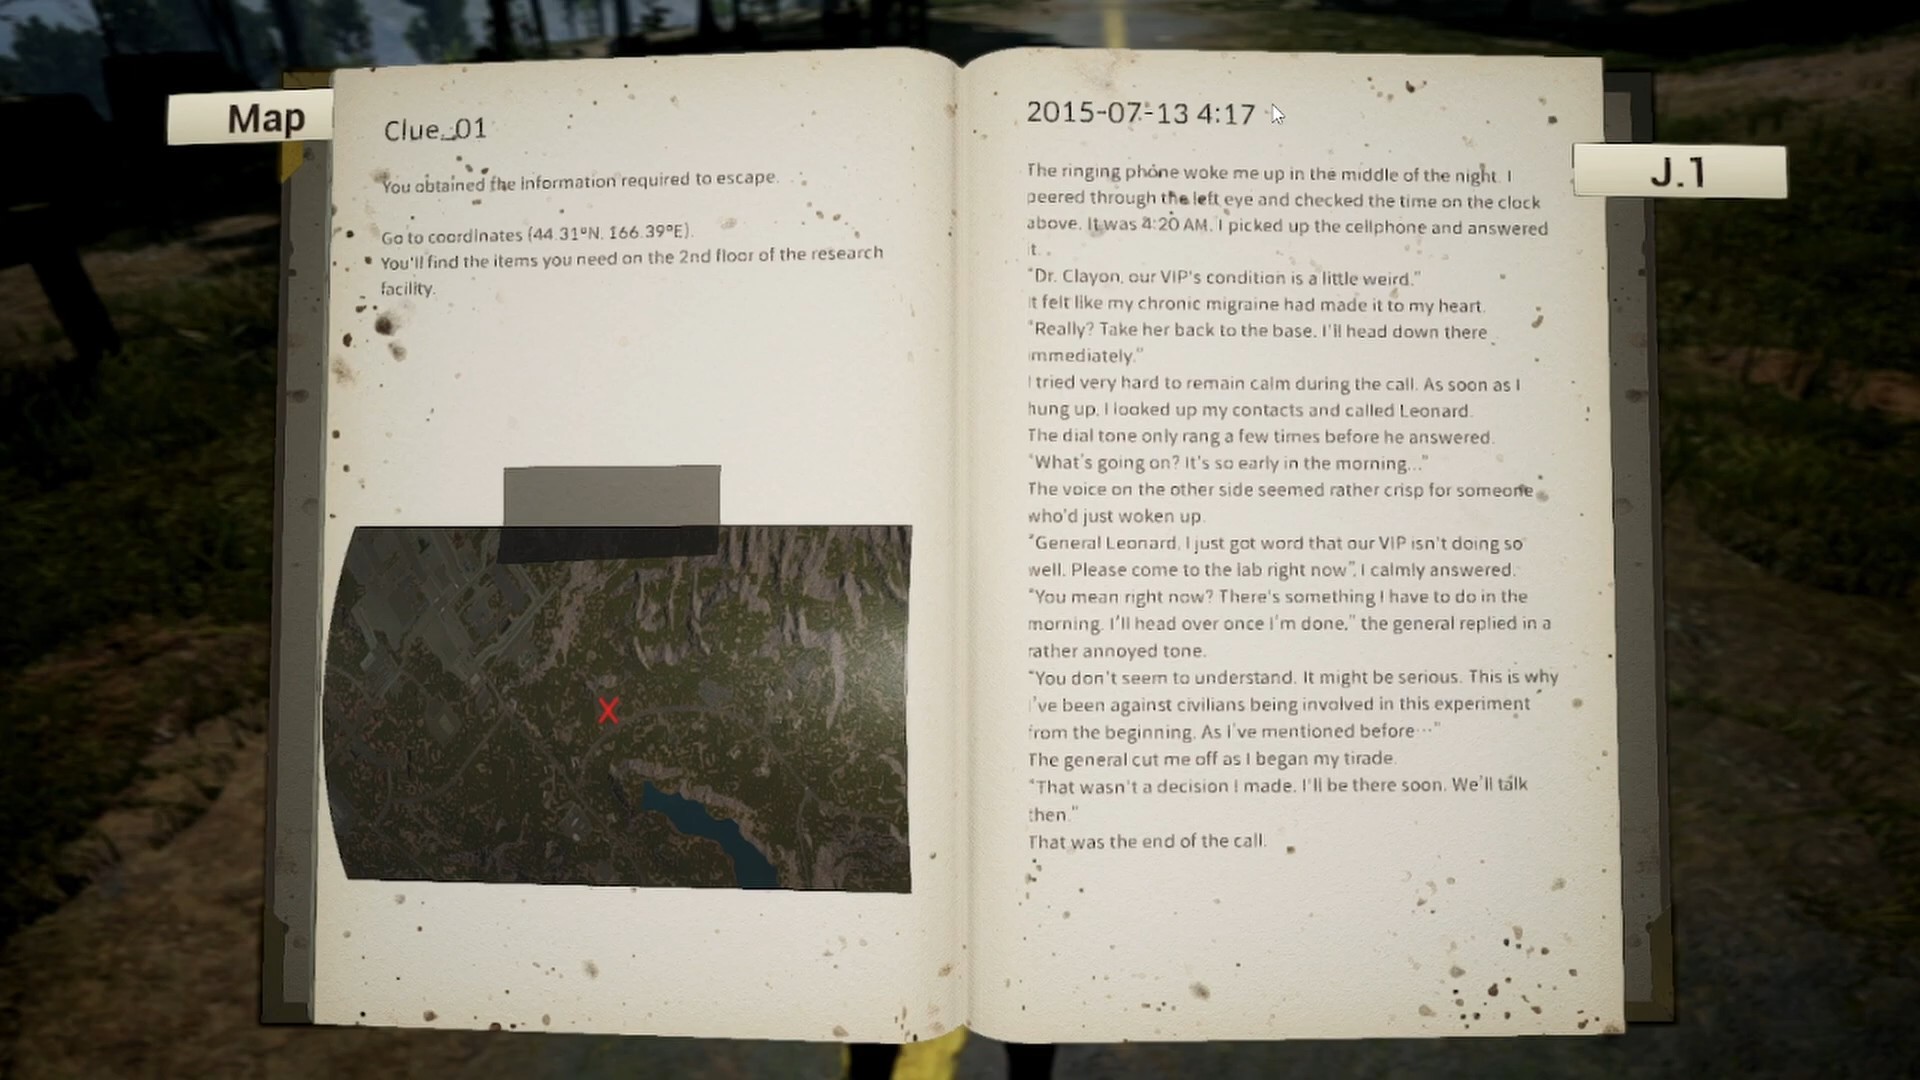 Map
Clue_01
You obtained the information required to escape.
Go to coordinates (44.31°N, 166.39°E).
You'll find the items you need on the 2nd floor of the research
facility.
2015-07-13 4:17
J.1
The ringing phone woke me up in the middle of the night. I
peered through the left eye and checked the time on the clock
above. It was 4:20 AM. I picked up the cellphone and answered
it.
"Dr. Clayon, our VIP's condition is a little weird."
It felt like my chronic migraine had made it to my heart.
"Really? Take her back to the base. I'll head down there
immediately."
I tried very hard to remain calm during the call. As soon as I
hung up, I looked up my contacts and called Leonard.
The dial tone only rang a few times before he answered.
"What's going on? It's so early in the morning..."
The voice on the other side seemed rather crisp for someone
who'd just woken up.
"General Leonard, I just got word that our VIP isn't doing so
well. Please come to the lab right now", I calmly answered.
"You mean right now? There's something I have to do in the
morning. I'll head over once I'm done," the general replied in a
rather annoyed tone.
"You don't seem to understand. It might be serious. This is why
I've been against civilians being involved in this experiment
from the beginning. As I've mentioned before…"
The general cut me off as I began my tirade.
"That wasn't a decision I made. I'll be there soon. We'll talk
then."
That was the end of the call.